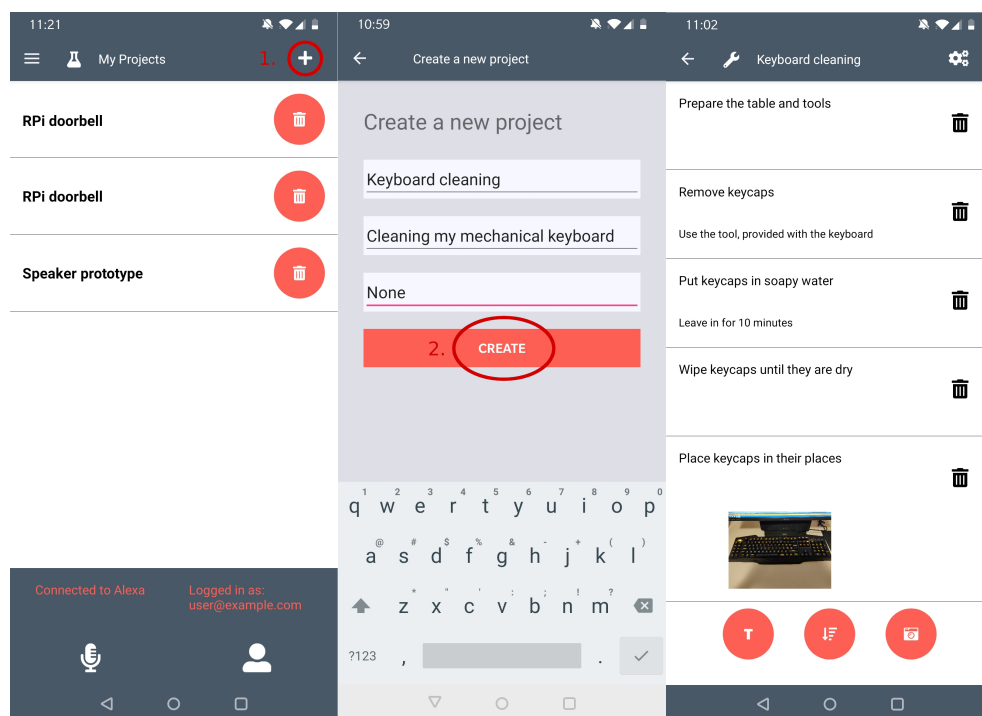 11:21
My Projects
1.
RPi doorbell
RPi doorbell
Speaker prototype
Connected to Alexa
Logged in as:
user@example.com
10:59
Create a new project
Create a new project
Keyboard cleaning
Cleaning my mechanical keyboard
None
2. CREATE
1 2 3 4 5 6 7 8 9 0
q w e r t y u i o p
@ # $ % & - + ( )
a s d f g h j k l
* " ' : ; ! ?
z x c v b n m
?123 , .
11:02
Keyboard cleaning
Prepare the table and tools
Remove keycaps
Use the tool, provided with the keyboard
Put keycaps in soapy water
Leave in for 10 minutes
Wipe keycaps until they are dry
Place keycaps in their places
T